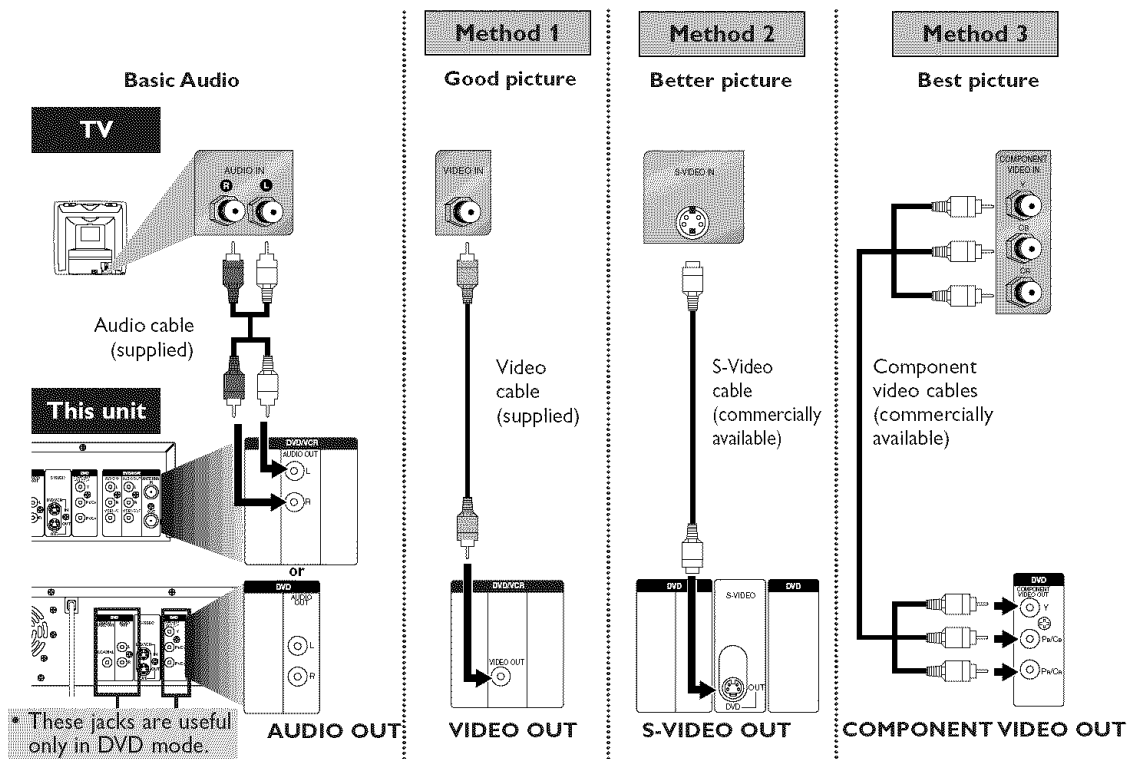 Method 1
Method 2
Method 3
Basic Audio
Good picture
Better picture
Best picture
TV
AUDIO IN
R L
VIDEO IN
S-VIDEO IN
COMPONENT
VIDEO IN
Y
CB
CR
Audio cable
(supplied)
Video
cable
(supplied)
S-Video
cable
(commercially
available)
Component
video cables
(commercially
available)
This unit
DVD/VCR
AUDIO OUT
L
R
or
DVD
AUDIO
OUT
L
R
DVD/VCR
VIDEO OUT
DVD
S-VIDEO
DVD
OUT
DVD
DVD
COMPONENT
VIDEO OUT
Y
PB/CB
PR/CR
* These jacks are useful
only in DVD mode.
AUDIO OUT
VIDEO OUT
S-VIDEO OUT
COMPONENT VIDEO OUT